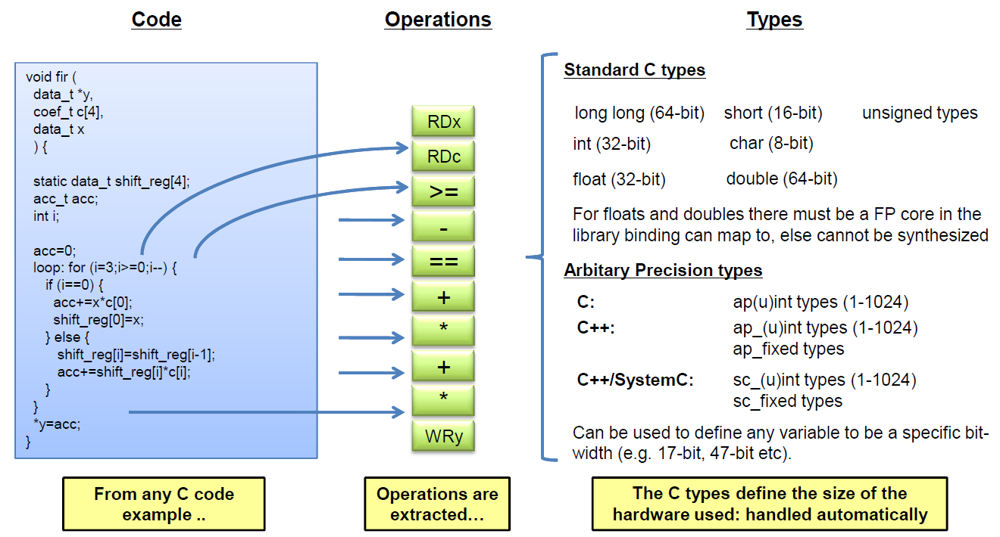 Code
Operations
Types
void fir (
data_t *y,
coef_t c[4],
data_t x
) {
static data_t shift_reg[4];
acc_t acc;
int i;
acc=0;
loop: for (i=3;i>=0;i--) {
if (i==0) {
acc+=x*c[0];
shift_reg[0]=x;
} else {
shift_reg[i]=shift_reg[i-1];
acc+=shift_reg[i]*c[i];
}
}
*y=acc;
}
From any C code
example ..
RDx
RDc
>=
-
==
+
*
+
*
WRy
Operations are
extracted…
Standard C types
long long (64-bit) short (16-bit) unsigned types
int (32-bit) char (8-bit)
float (32-bit) double (64-bit)
For floats and doubles there must be a FP core in the
library binding can map to, else cannot be synthesized
Arbitary Precision types
C: ap(u)int types (1-1024)
C++: ap_(u)int types (1-1024)
ap_fixed types
C++/SystemC: sc_(u)int types (1-1024)
sc_fixed types
Can be used to define any variable to be a specific bit-
width (e.g. 17-bit, 47-bit etc).
The C types define the size of the
hardware used: handled automatically